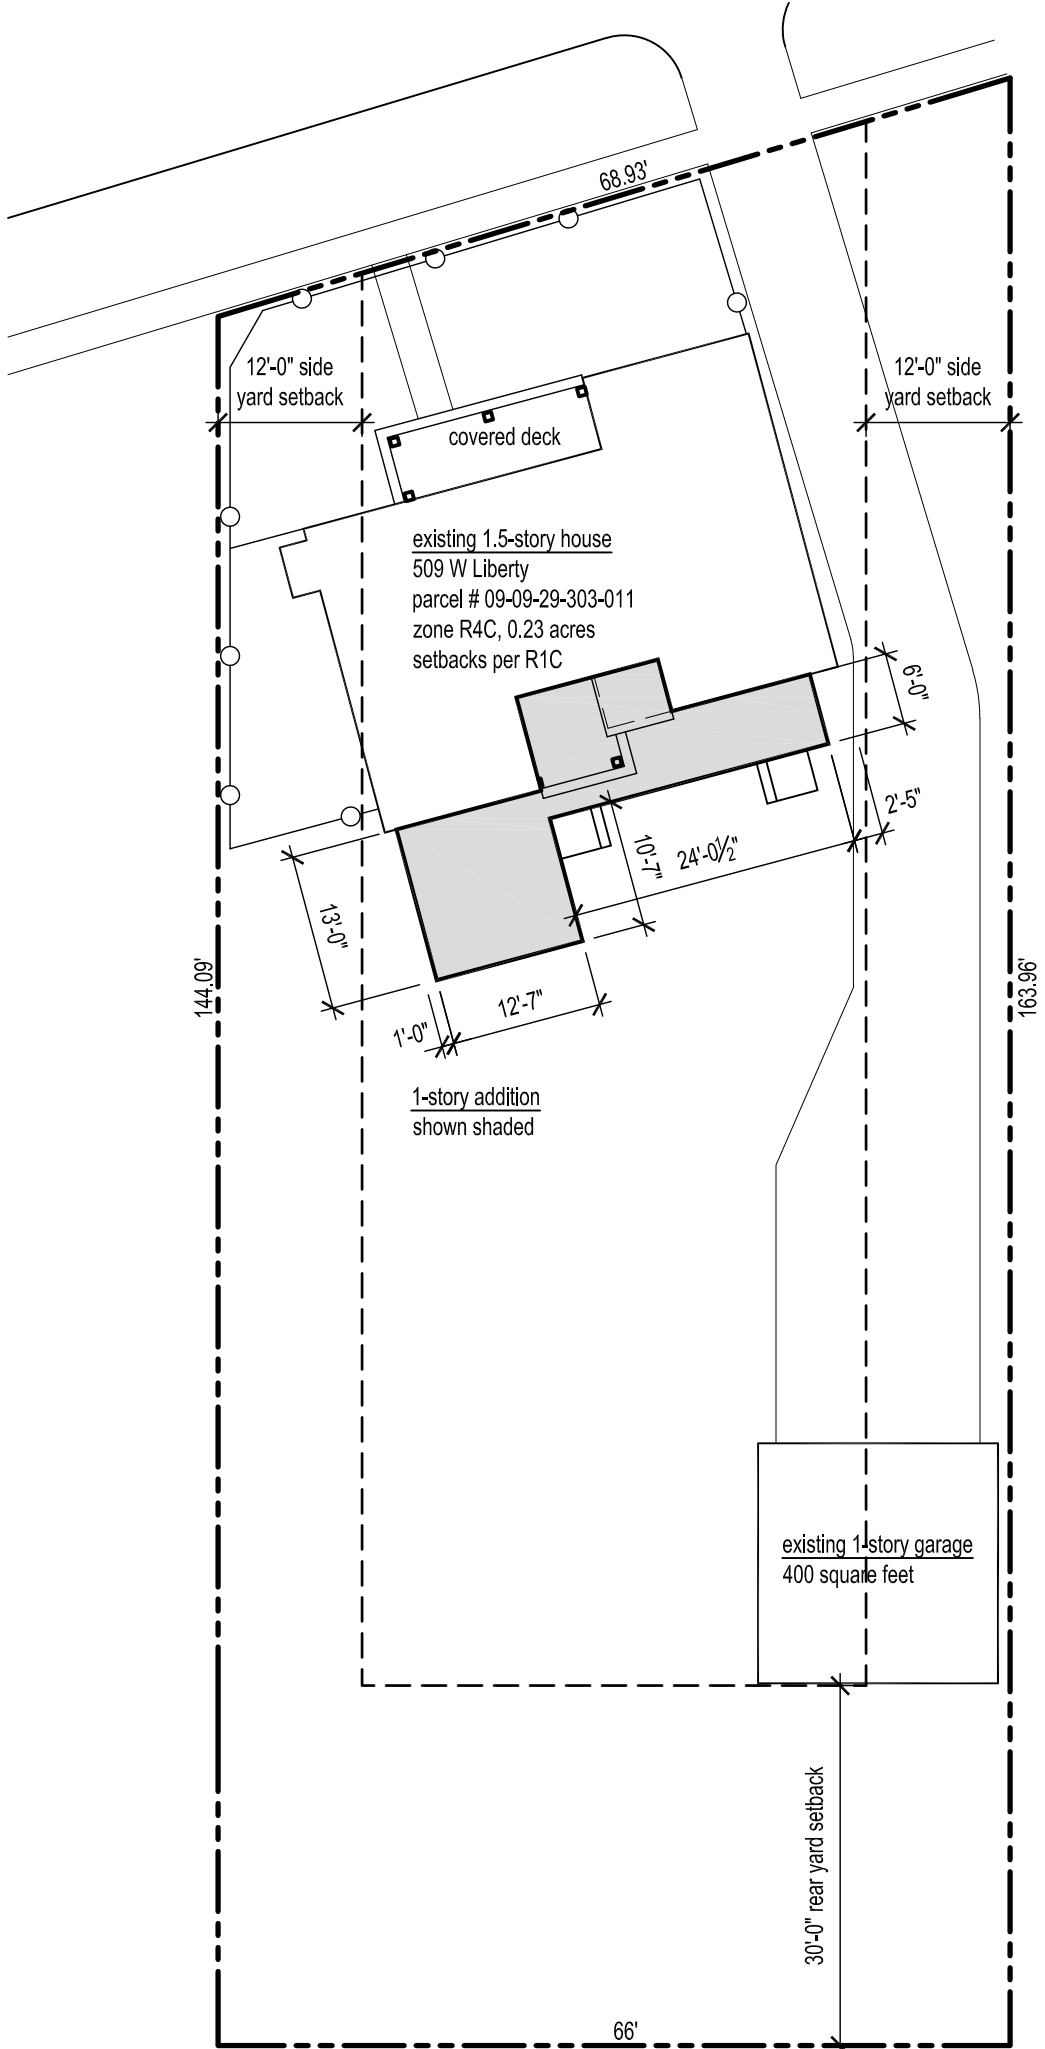 68.93'
12'-0" side
yard setback
12'-0" side
yard setback
covered deck
existing 1.5-story house
509 W Liberty
parcel # 09-09-29-303-011
zone R4C, 0.23 acres
setbacks per R1C
6'-0"
2'-5"
10'-7"
24'-0½"
13'-0"
144.09'
163.96'
12'-7"
1'-0"
1-story addition
shown shaded
existing 1-story garage
400 square feet
30'-0" rear yard setback
66'